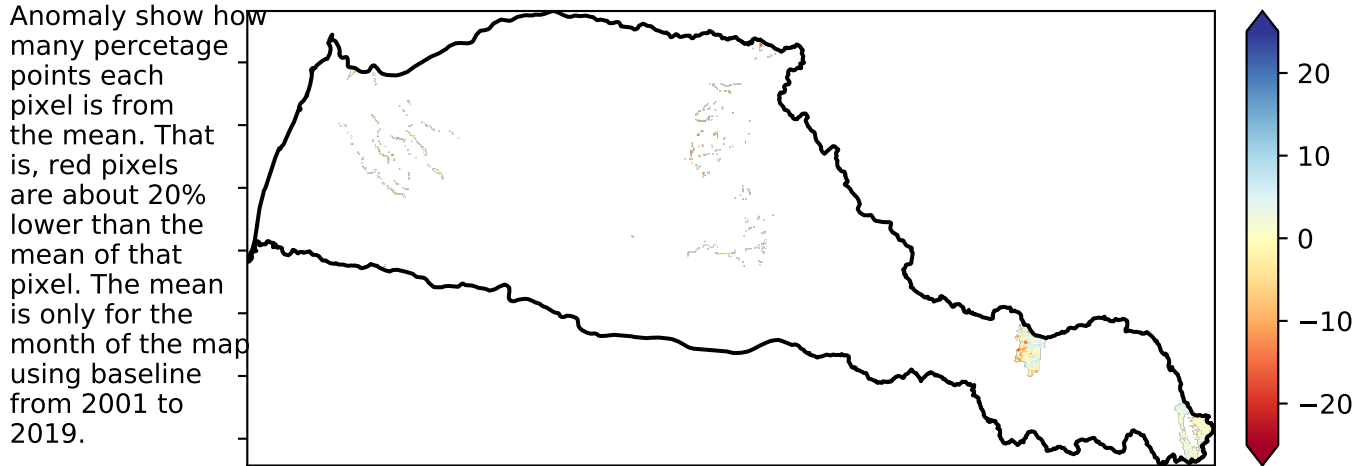 Anomaly show how
many percetage
points each
pixel is from
the mean. That
is, red pixels
are about 20%
lower than the
mean of that
pixel. The mean
is only for the
month of the map
using baseline
from 2001 to
2019.
20
10
0
−10
−20